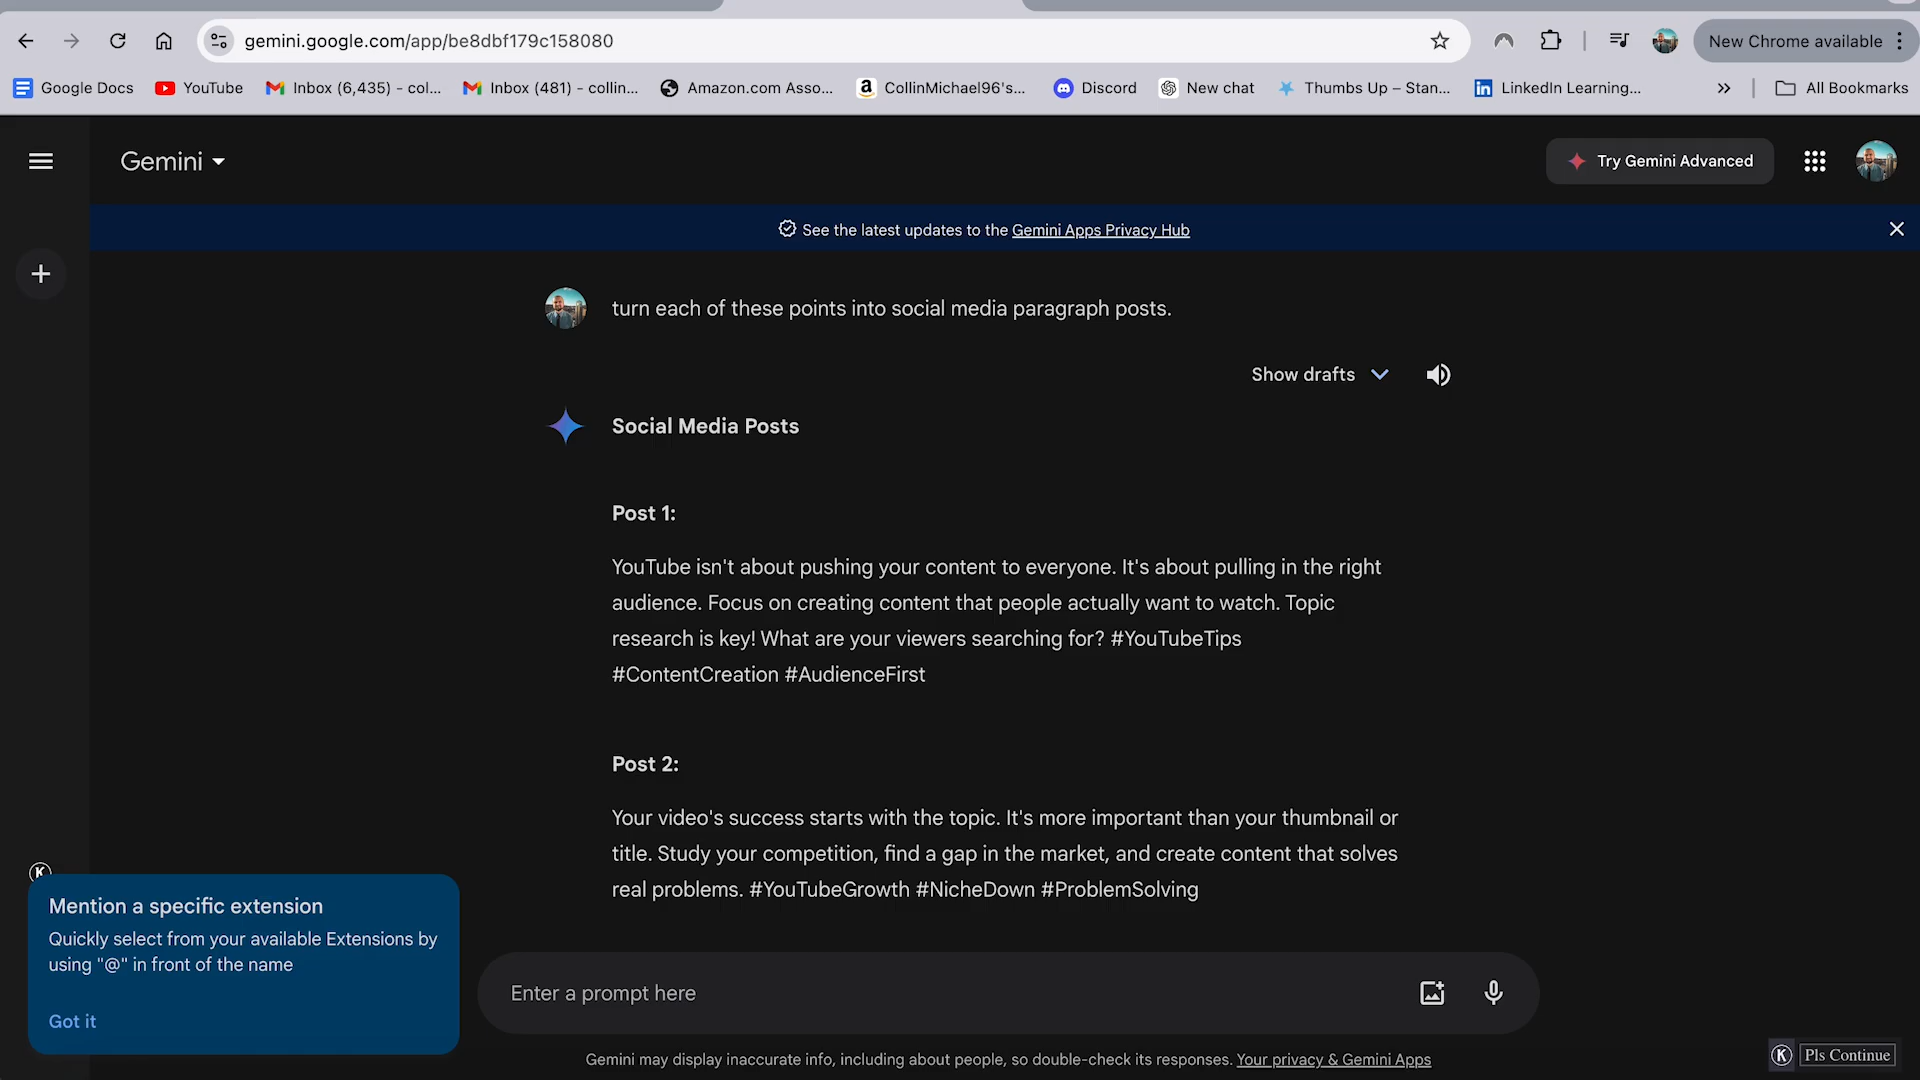 gemini.google.com/app/be8dbf179c158080
New Chrome available
Google Docs
YouTube
Inbox (6,435) - col...
Inbox (481) - collin...
Amazon.com Asso...
CollinMichael96's...
Discord
New chat
Thumbs Up – Stan...
LinkedIn Learning...
All Bookmarks
Gemini
Try Gemini Advanced
See the latest updates to the Gemini Apps Privacy Hub
turn each of these points into social media paragraph posts.
Show drafts
Social Media Posts
Post 1:
YouTube isn't about pushing your content to everyone. It's about pulling in the right
audience. Focus on creating content that people actually want to watch. Topic
research is key! What are your viewers searching for? #YouTubeTips
#ContentCreation #AudienceFirst
Post 2:
Your video's success starts with the topic. It's more important than your thumbnail or
title. Study your competition, find a gap in the market, and create content that solves
real problems. #YouTubeGrowth #NicheDown #ProblemSolving
K
Mention a specific extension
Quickly select from your available Extensions by
using "@" in front of the name
Got it
Enter a prompt here
Gemini may display inaccurate info, including about people, so double-check its responses. Your privacy & Gemini Apps
K Pls Continue